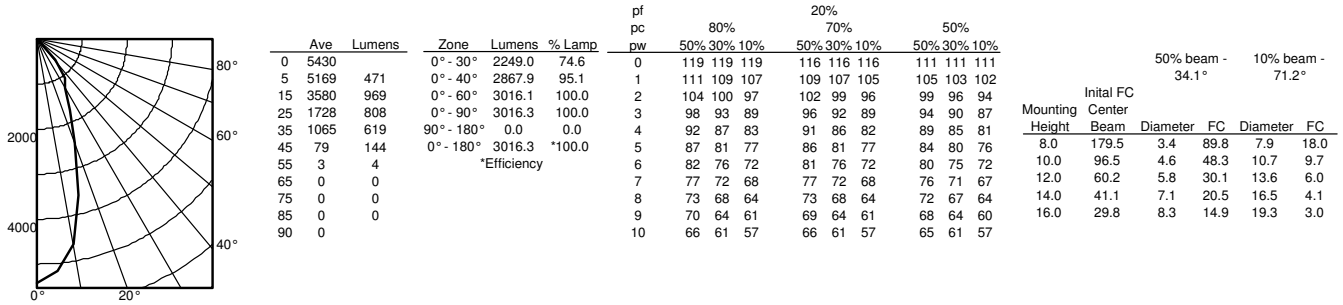 80°
60°
40°
20°
0°
2000
4000
Ave Lumens
0 5430
5 5169 471
15 3580 969
25 1728 808
35 1065 619
45 79 144
55 3 4
65 0 0
75 0 0
85 0 0
90 0
Zone Lumens % Lamp
0° - 30° 2249.0 74.6
0° - 40° 2867.9 95.1
0° - 60° 3016.1 100.0
0° - 90° 3016.3 100.0
90° - 180° 0.0 0.0
0° - 180° 3016.3 *100.0
*Efficiency
pf 20%
pc 80% 70% 50%
pw 50% 30% 10% 50% 30% 10% 50% 30% 10%
0 119 119 119 116 116 116 111 111 111
1 111 109 107 109 107 105 105 103 102
2 104 100 97 102 99 96 99 96 94
3 98 93 89 96 92 89 94 90 87
4 92 87 83 91 86 82 89 85 81
5 87 81 77 86 81 77 84 80 76
6 82 76 72 81 76 72 80 75 72
7 77 72 68 77 72 68 76 71 67
8 73 68 64 73 68 64 72 67 64
9 70 64 61 69 64 61 68 64 60
10 66 61 57 66 61 57 65 61 57
50% beam - 10% beam -
34.1° 71.2°
Inital FC
Mounting Center
Height Beam Diameter FC Diameter FC
8.0 179.5 3.4 89.8 7.9 18.0
10.0 96.5 4.6 48.3 10.7 9.7
12.0 60.2 5.8 30.1 13.6 6.0
14.0 41.1 7.1 20.5 16.5 4.1
16.0 29.8 8.3 14.9 19.3 3.0